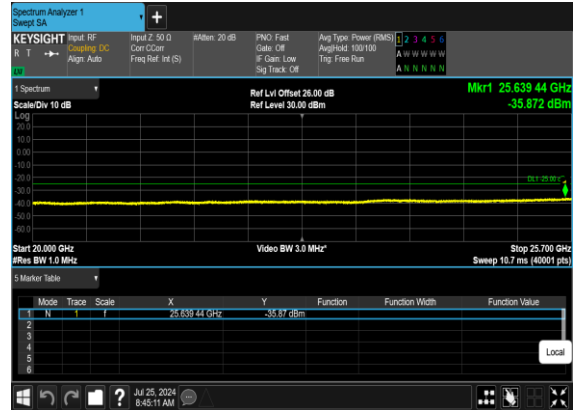 Spectrum Analyzer 1
Swept SA
+
KEYSIGHT Input: RF Input Z: 50 Ω #Atten: 20 dB PNO: Fast Avg Type: Power (RMS) 1 2 3 4 5 6
R T Coupling: DC Corr CCorr Gate: Off Avg|Hold: 100/100 A W W W W W
Align: Auto Freq Ref: Int (S) IF Gain: Low Trig: Free Run
Sig Track: Off A N N N N N
1 Spectrum Ref Lvl Offset 26.00 dB Mkr1 25.639 44 GHz
Scale/Div 10 dB Ref Level 30.00 dBm -35.872 dBm
Log
20.0
10.0
0.00
-10.0
-20.0
-30.0
-40.0
-50.0
-60.0
Start 20.000 GHz Video BW 3.0 MHz* Stop 25.700 GHz
#Res BW 1.0 MHz Sweep 10.7 ms (40001 pts)
5 Marker Table
Mode Trace Scale X Y Function Function Width Function Value
1 N 1 f 25.639 44 GHz -35.87 dBm
2
3
4
5
6
Local
? Jul 25, 2024
8:45:11 AM